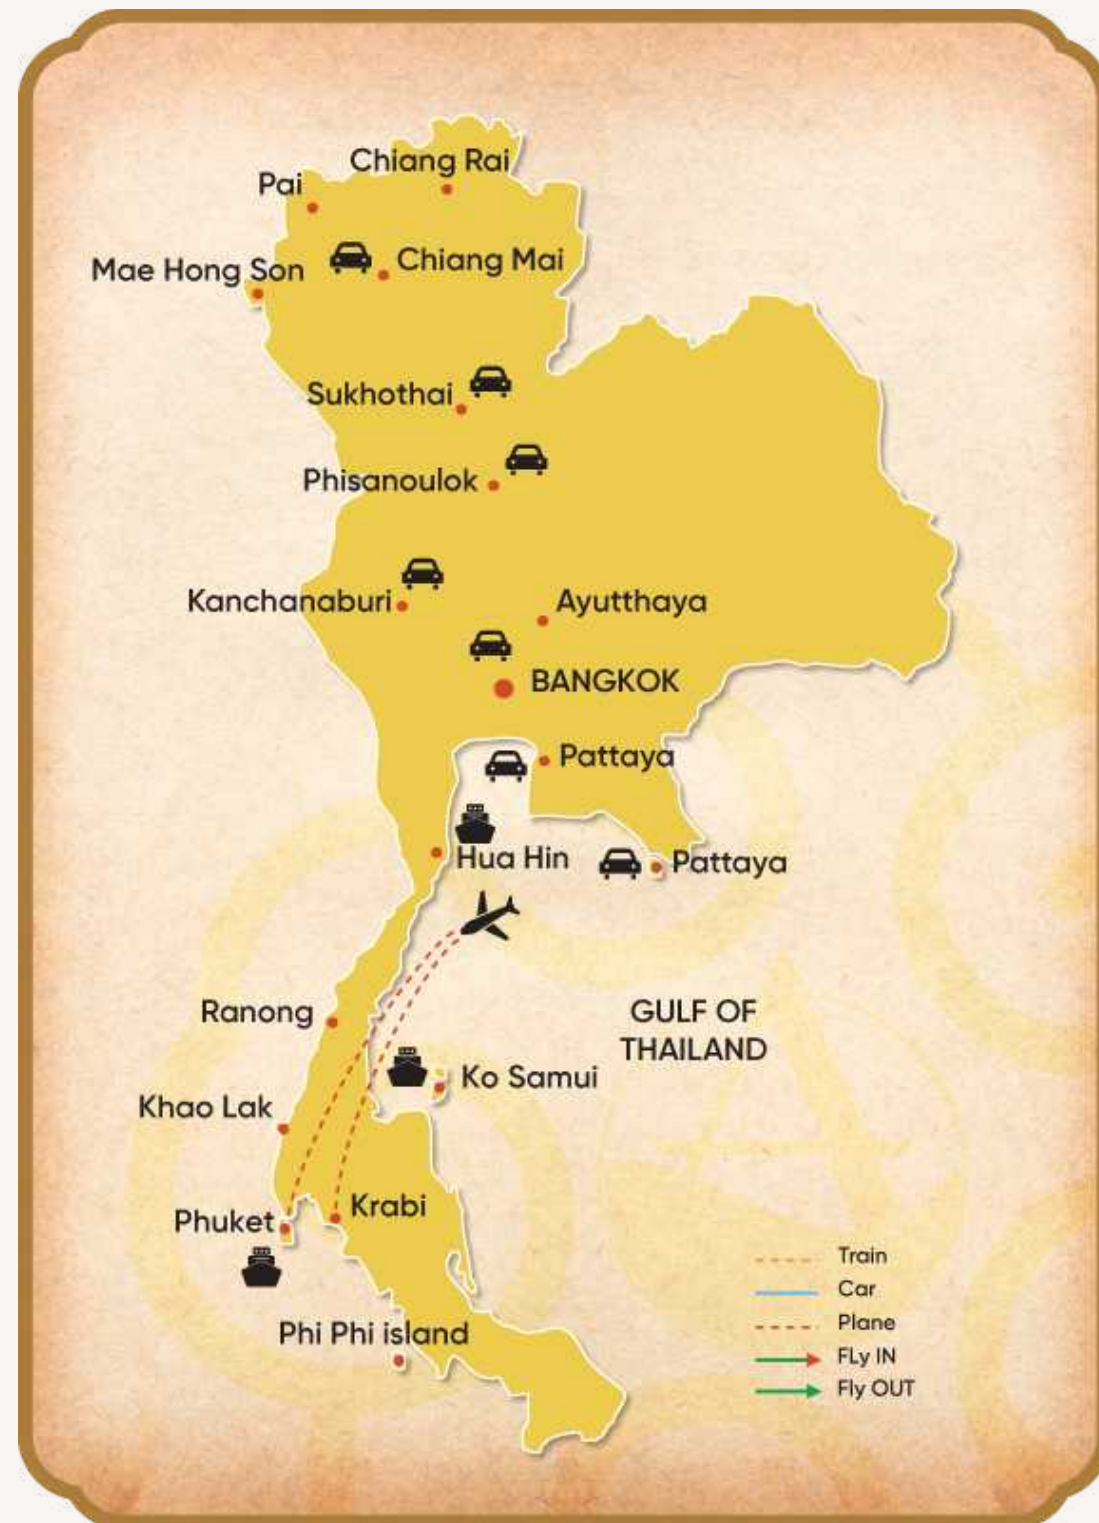 Chiang Rai
Pai
Chiang Mai
Mae Hong Son
Sukhothai
Phisanoulok
Kanchanaburi
Ayutthaya
BANGKOK
Pattaya
Hua Hin
Pattaya
Ranong
GULF OF
THAILAND
Ko Samui
Khao Lak
Krabi
Phuket
Phi Phi island
Train
Car
Plane
FLy IN
Fly OUT